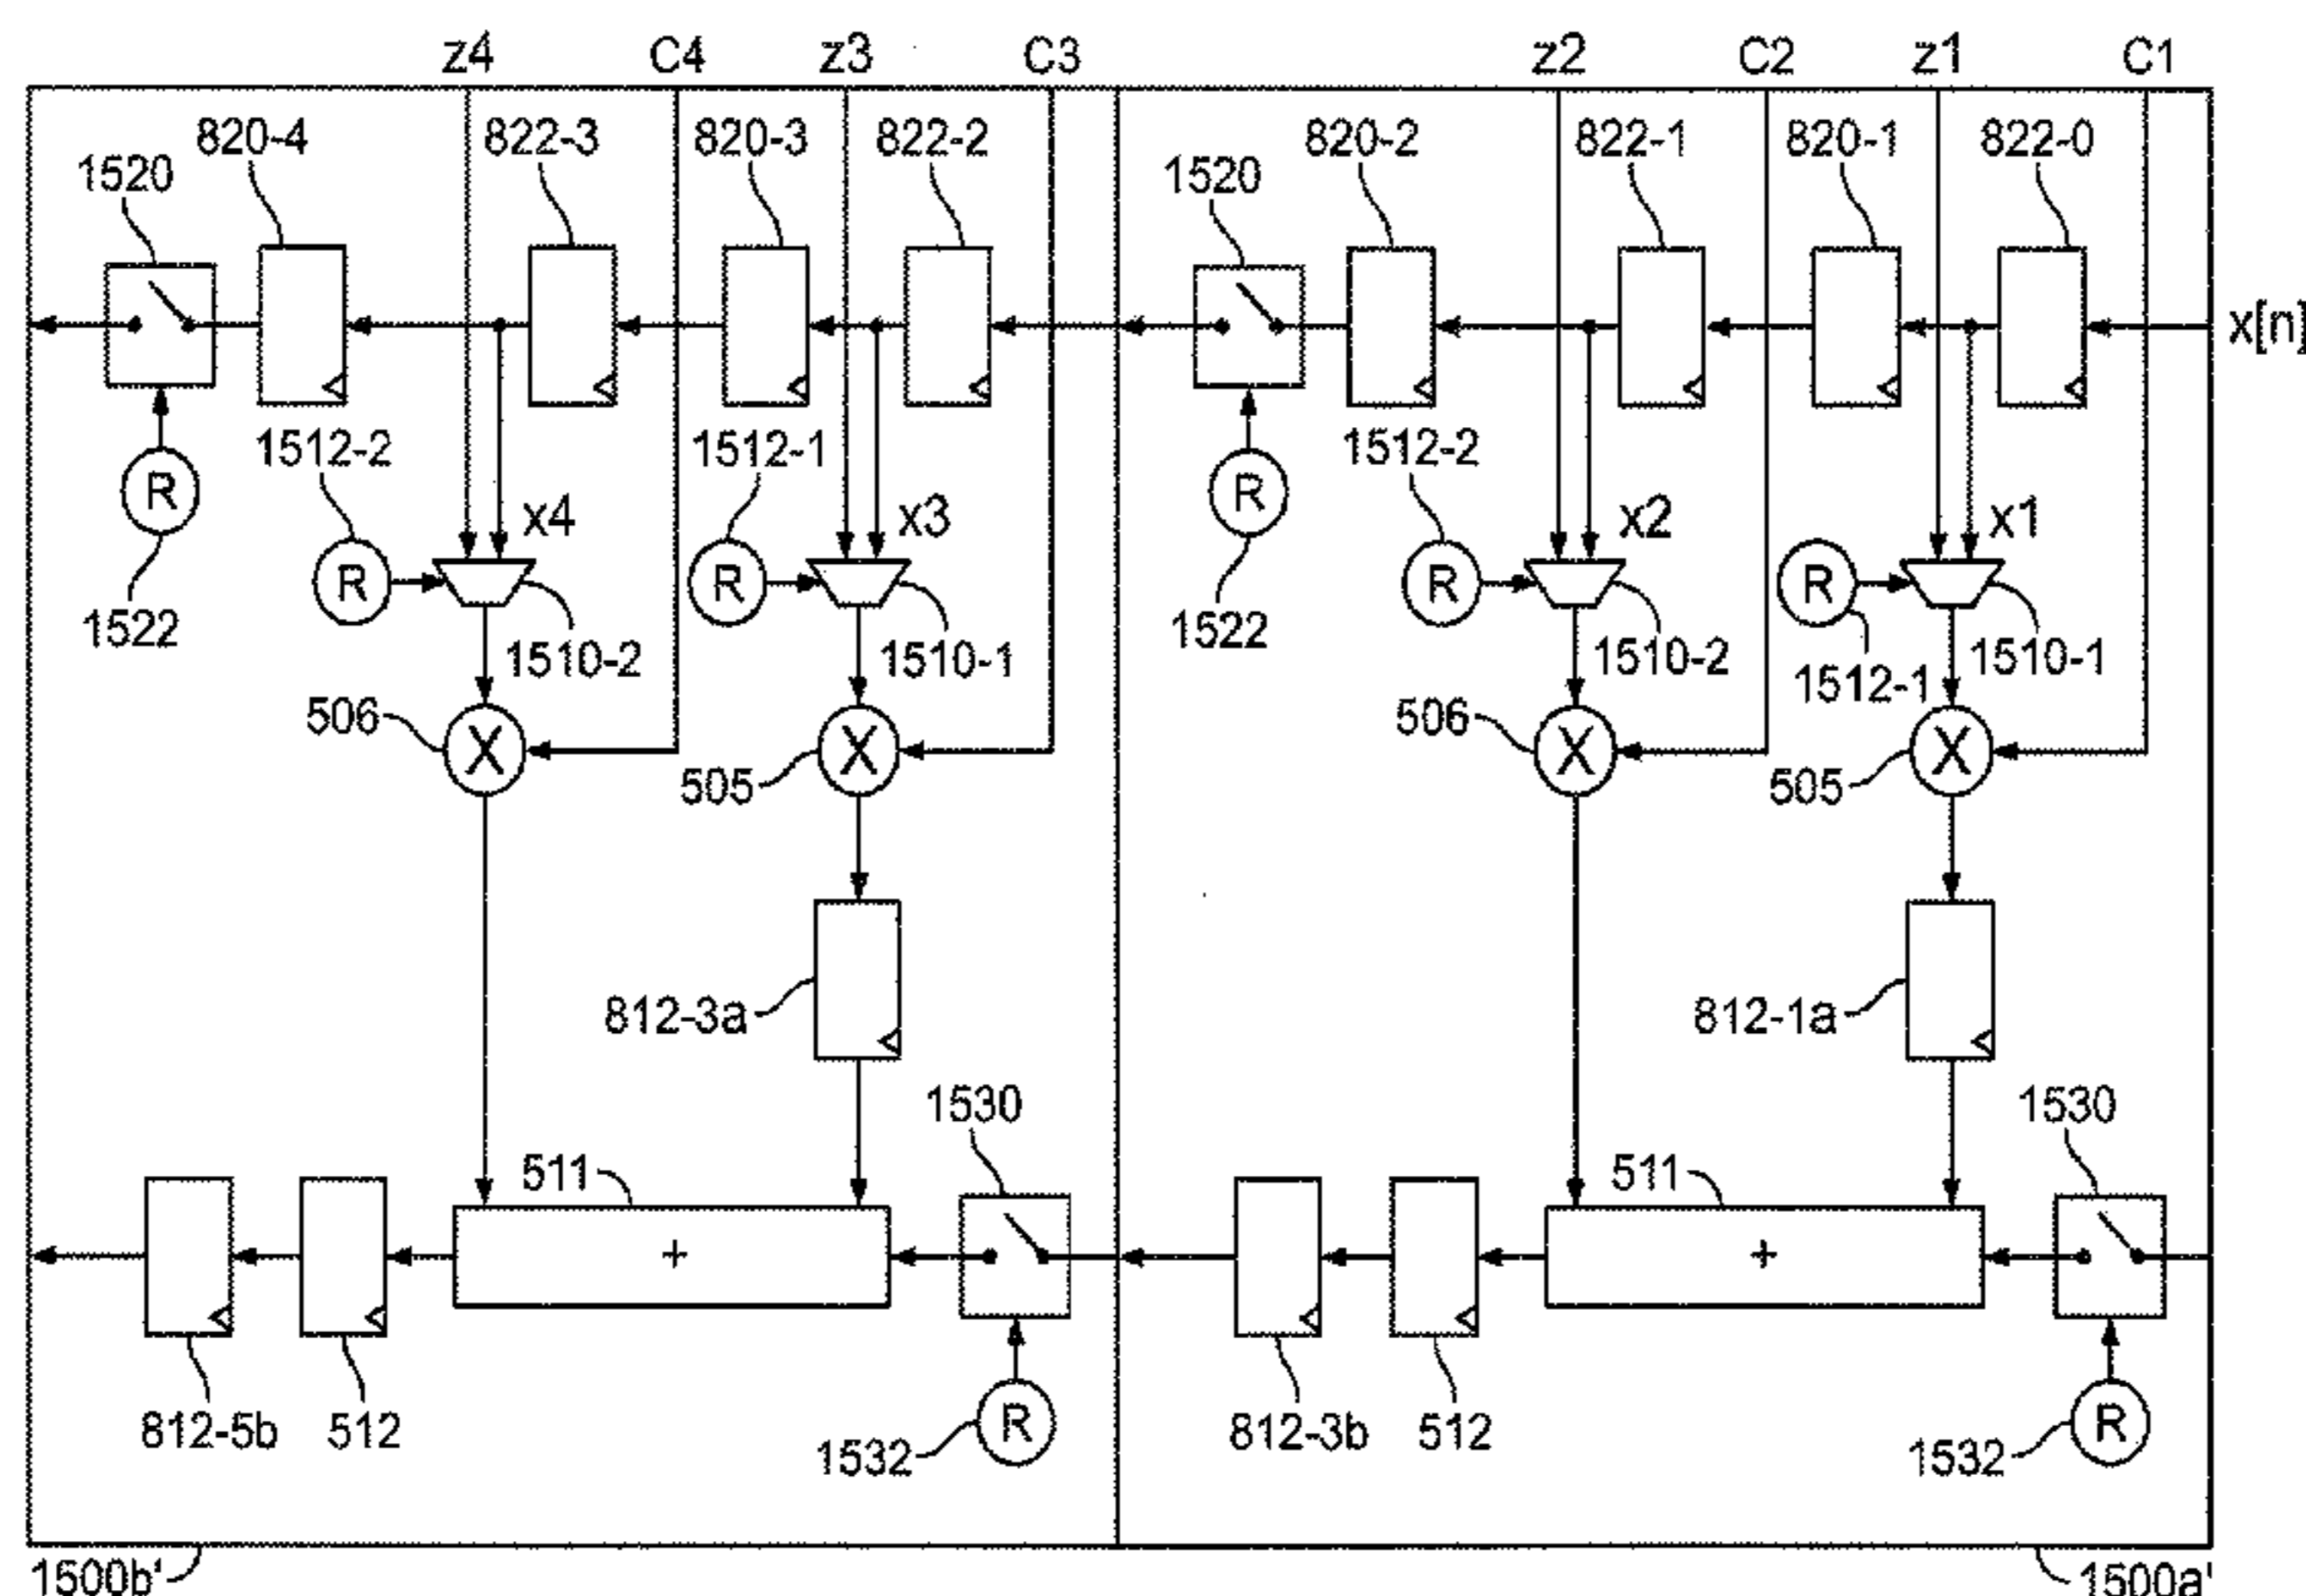 z4 C4 z3 C3 z2 C2 z1 C1
820-4 822-3 820-3 822-2 820-2 822-1 820-1 822-0
1520 1520
x[n]
1512-2 1512-1 1512-2
R R
x4 x3 x2 x1
R R R R
1522 1510-2 1510-1 1522 1510-2 1512-1 1510-1
506 X 505 X 506 X 505 X
812-3a 812-1a
1530 1530
511 511
+ +
812-5b 512 R 812-3b 512 R
1532 1532
1500b' 1500a'